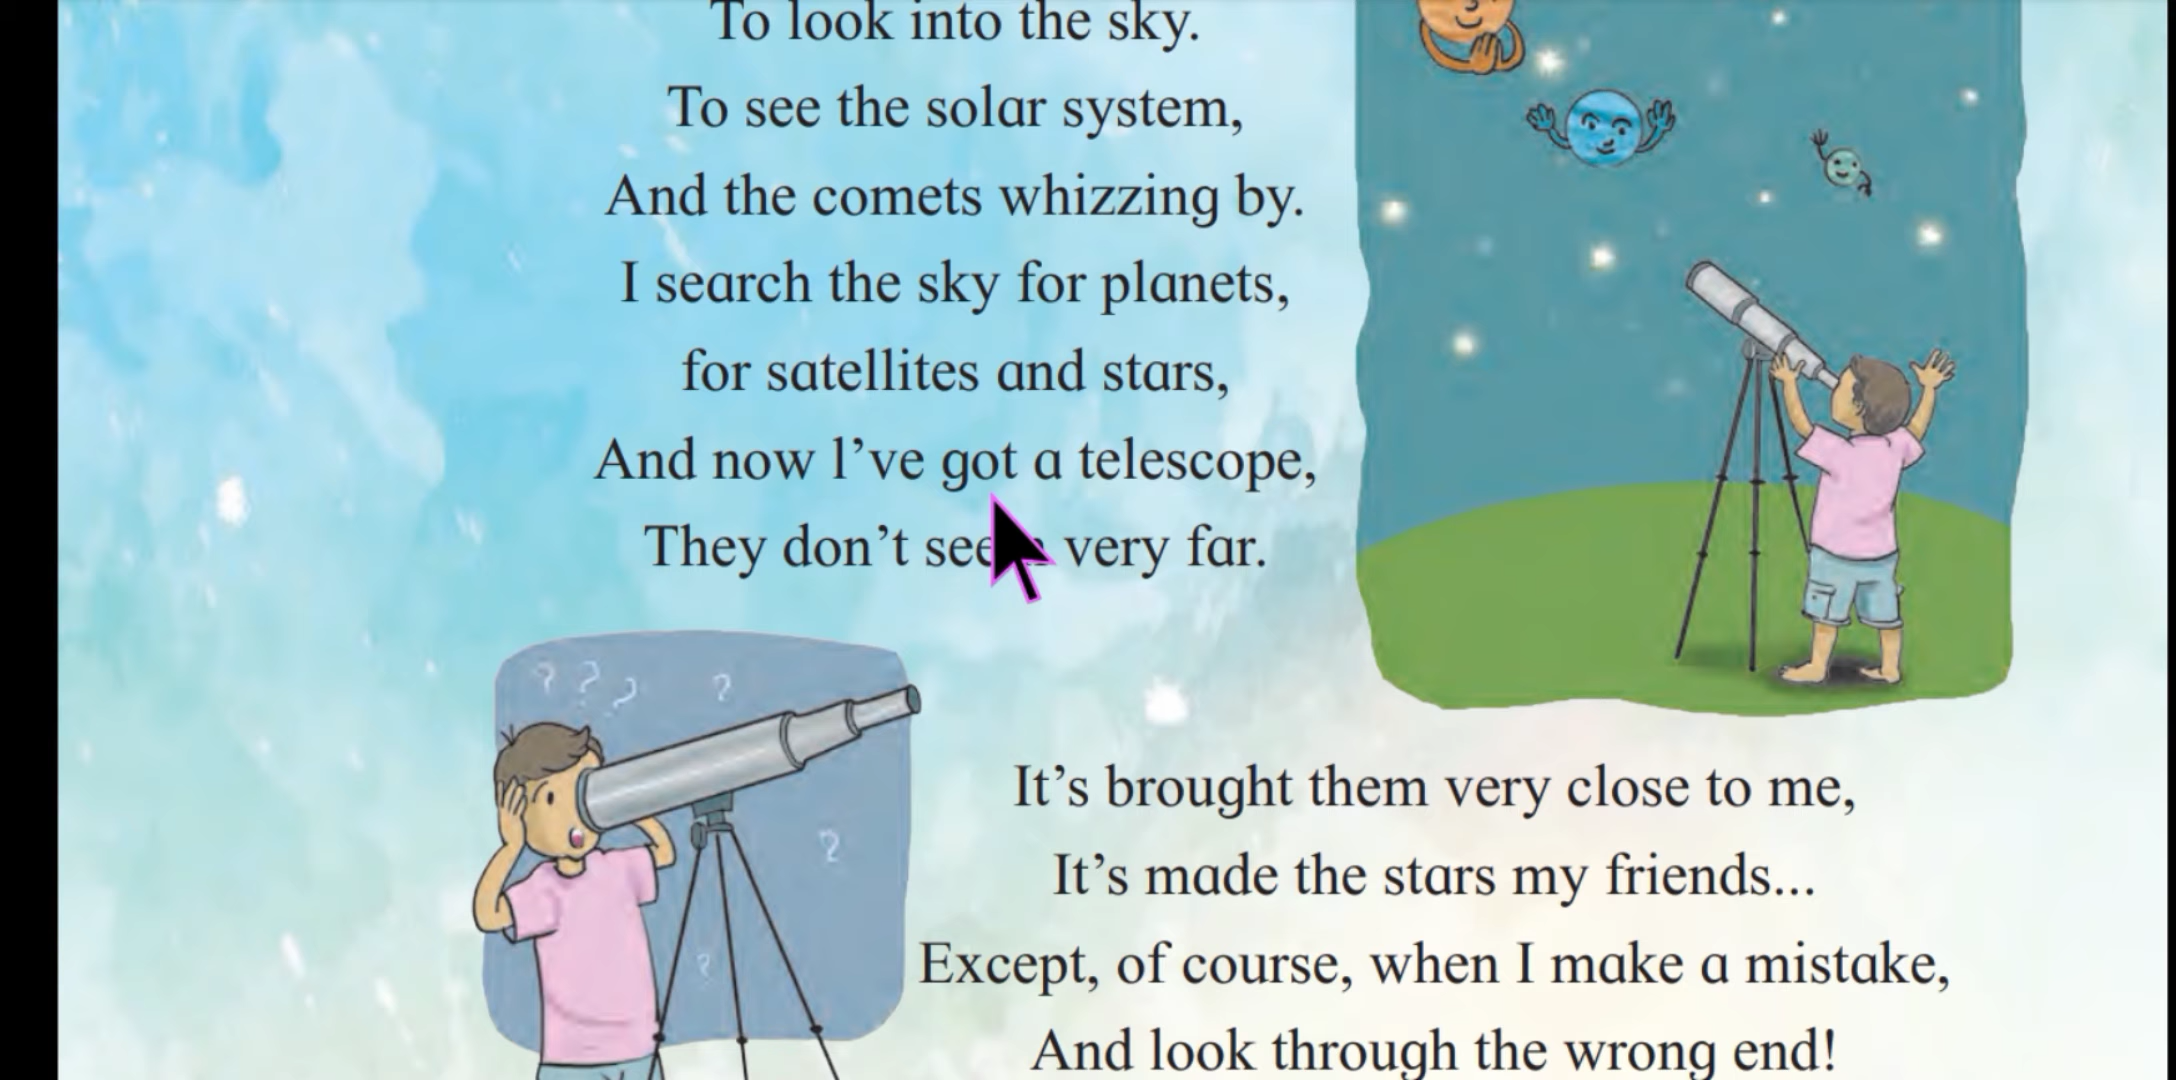 To look into the sky.
To see the solar system,
And the comets whizzing by.
I search the sky for planets,
for satellites and stars,
And now l've got a telescope,
They don't seem very far.
? ? ? ?
?
?
It's brought them very close to me,
It's made the stars my friends...
Except, of course, when I make a mistake,
And look through the wrong end!